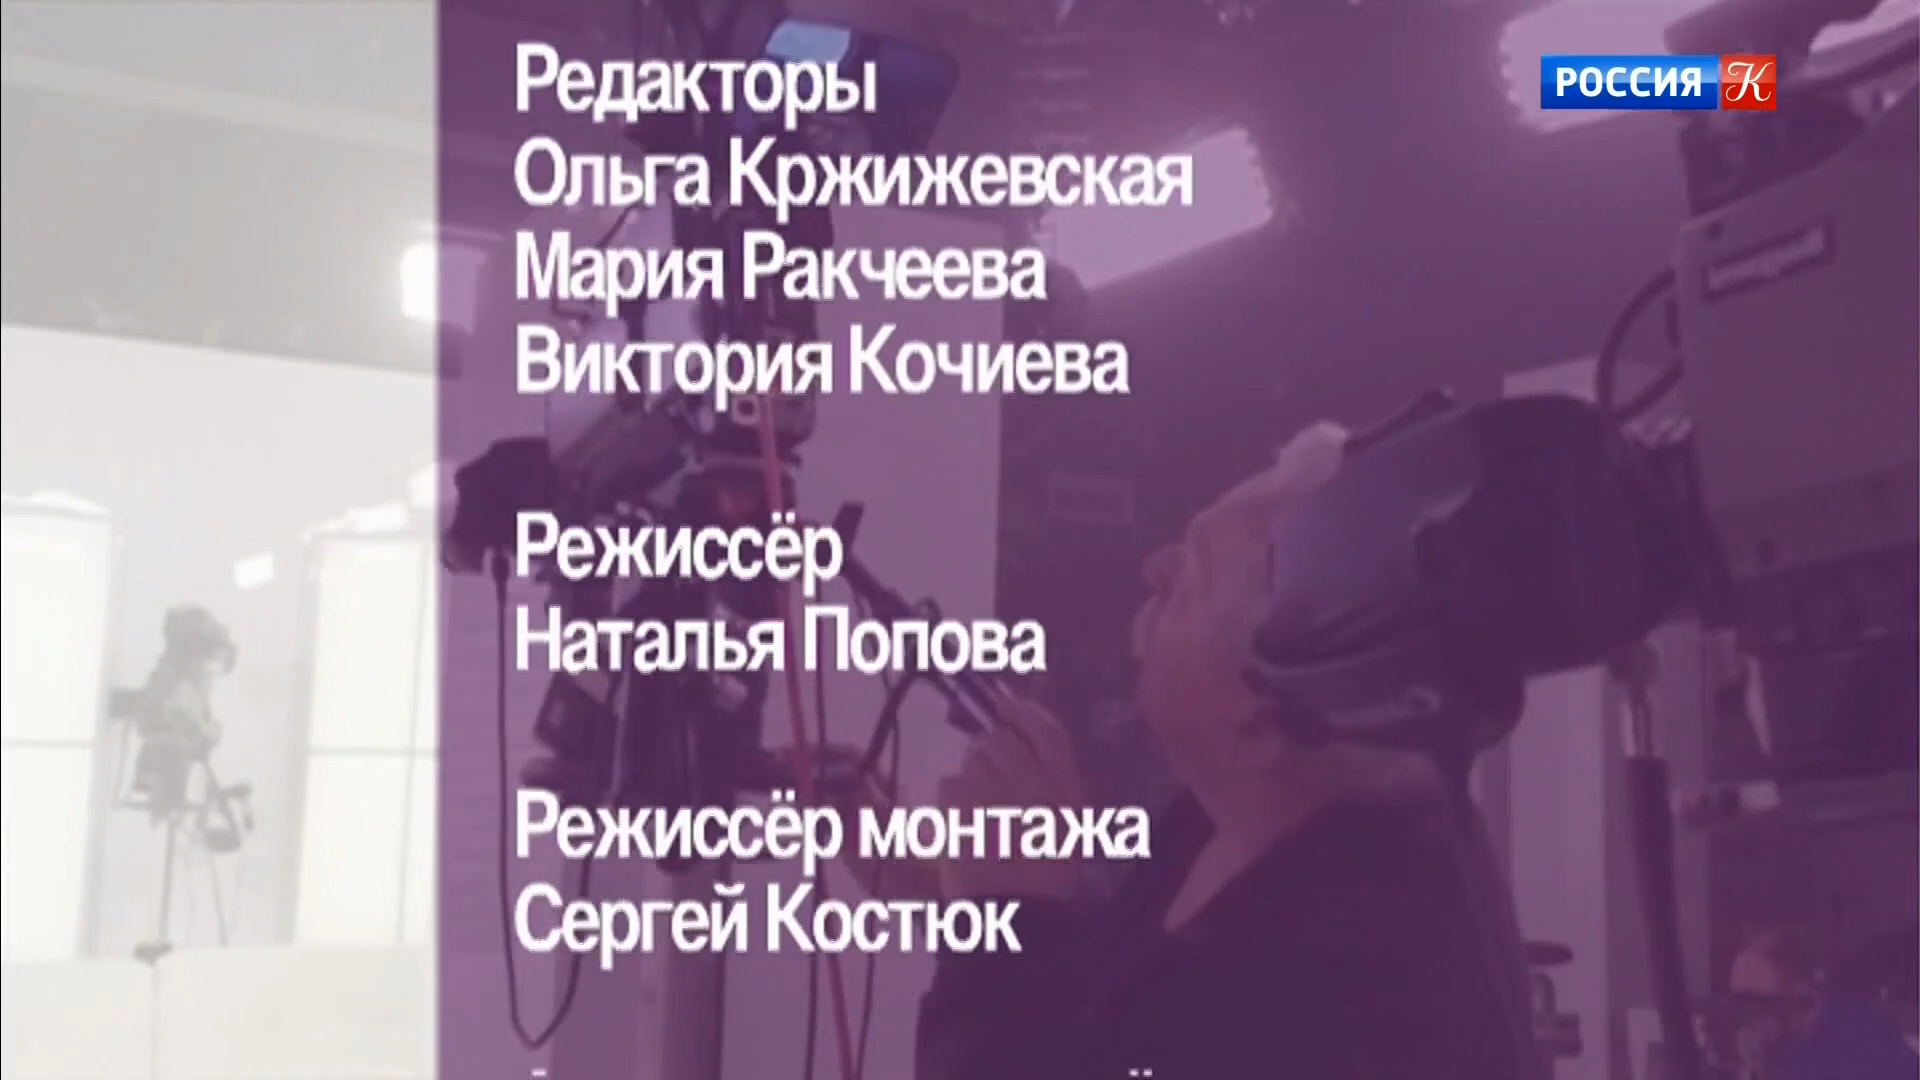 РОССИЯ К
Редакторы
Ольга Кржижевская
Мария Ракчеева
Виктория Кочиева
Режиссёр
Наталья Попова
Режиссёр монтажа
Сергей Костюк